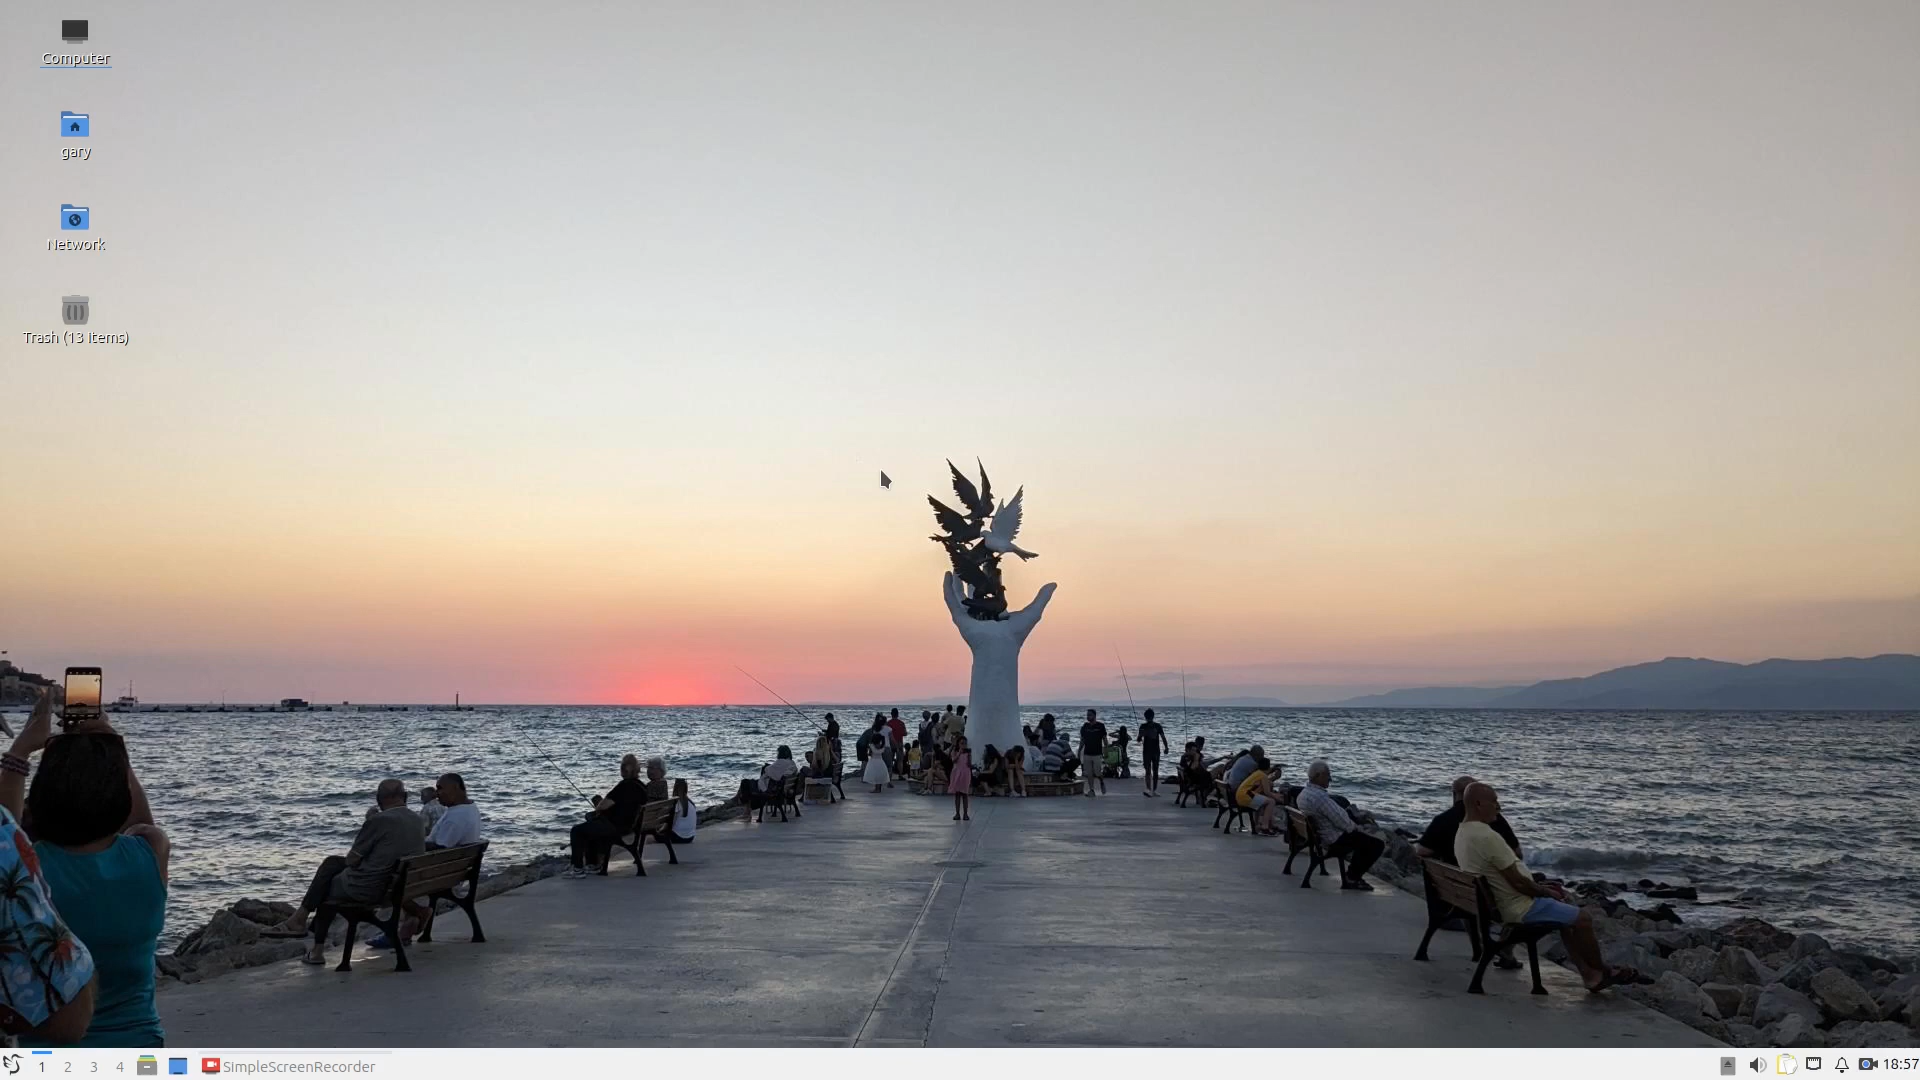 Computer
gary
Network
Trash (13 items)
1 2 3 4 SimpleScreenRecorder 18:57